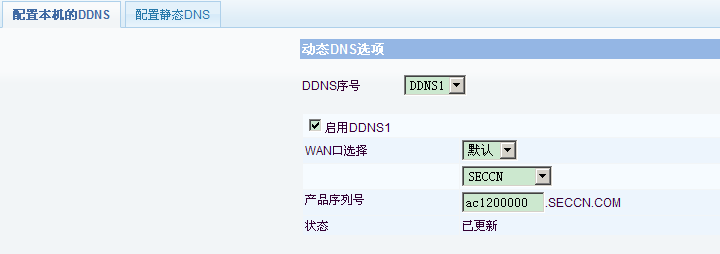 配置本机的DDNS 配置静态DNS
动态DNS选项
DDNS序号 DDNS1
启用DDNS1
WAN口选择 默认
SECCN
产品序列号 ac1200000 .SECCN.COM
状态 已更新